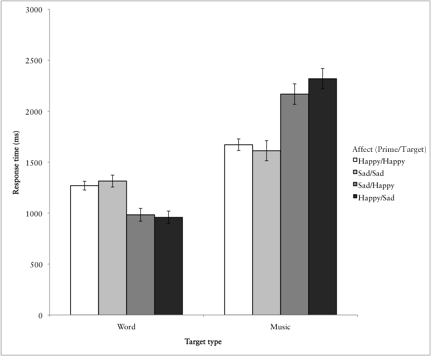 3000
2500
2000
1500
1000
500
0
Response time (ms)
Word
Music
Target type
Affect (Prime/Target)
Happy/Happy
Sad/Sad
Sad/Happy
Happy/Sad